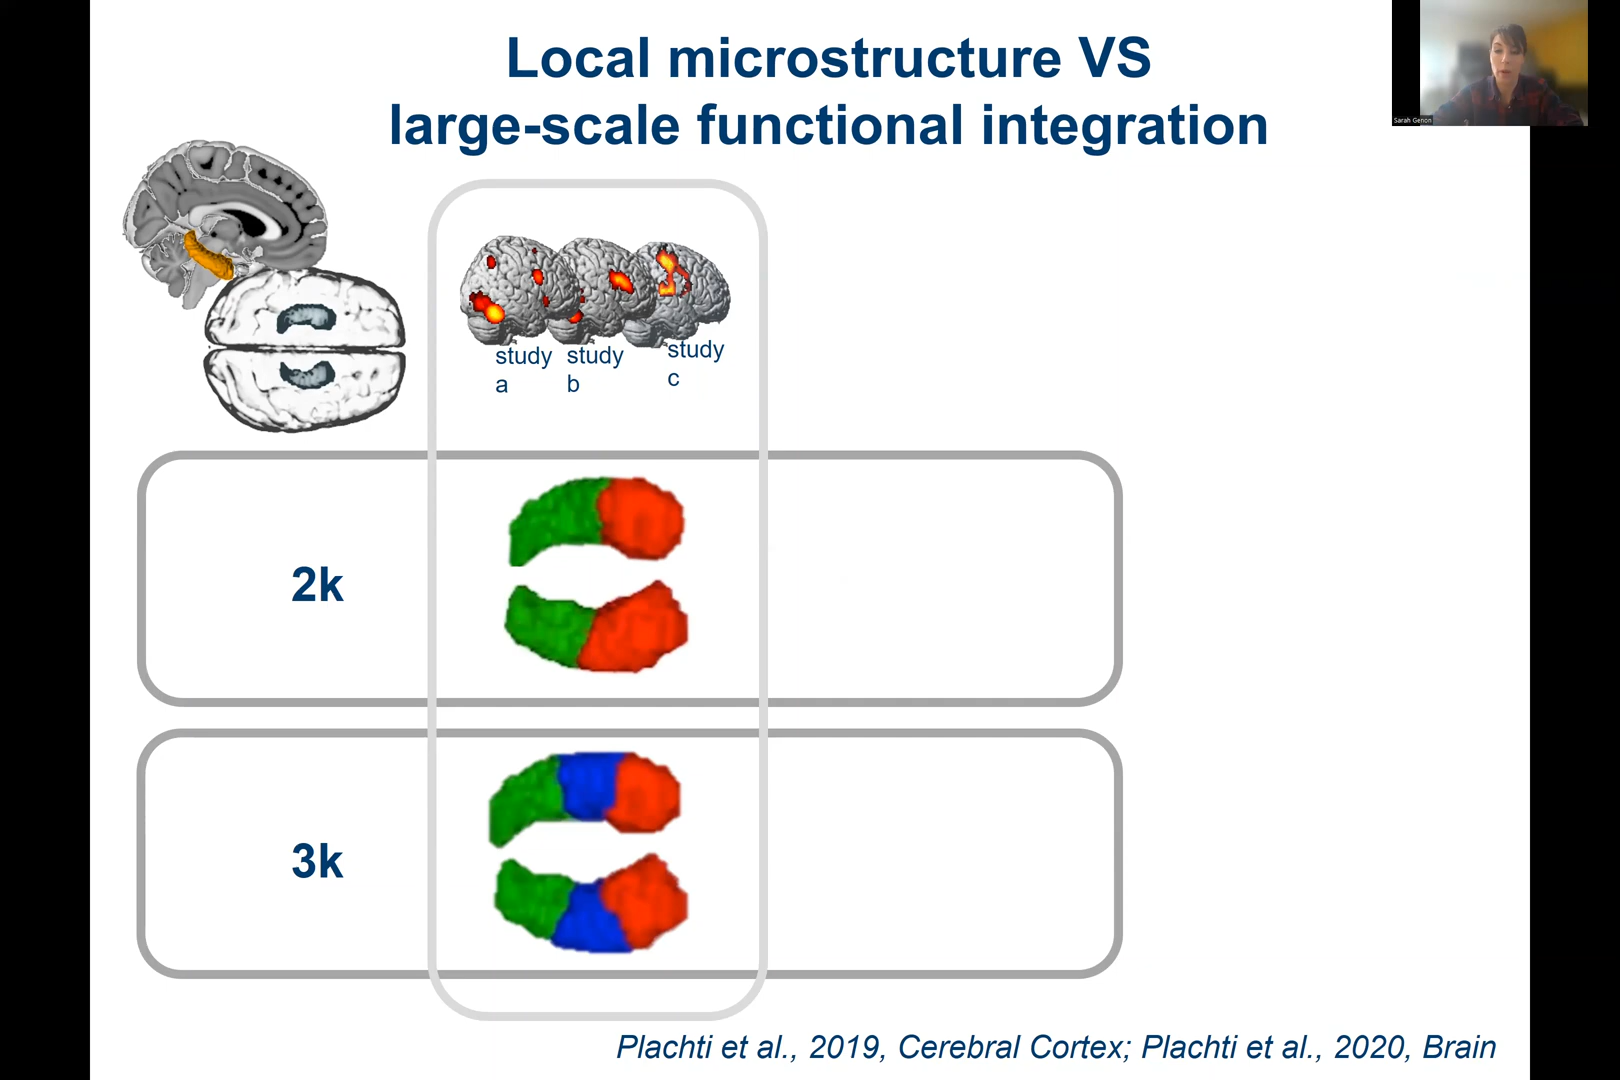 Local microstructure VS
large-scale functional integration
Sarah Genon
study a
study b
study c
2k
3k
Plachti et al., 2019, Cerebral Cortex; Plachti et al., 2020, Brain